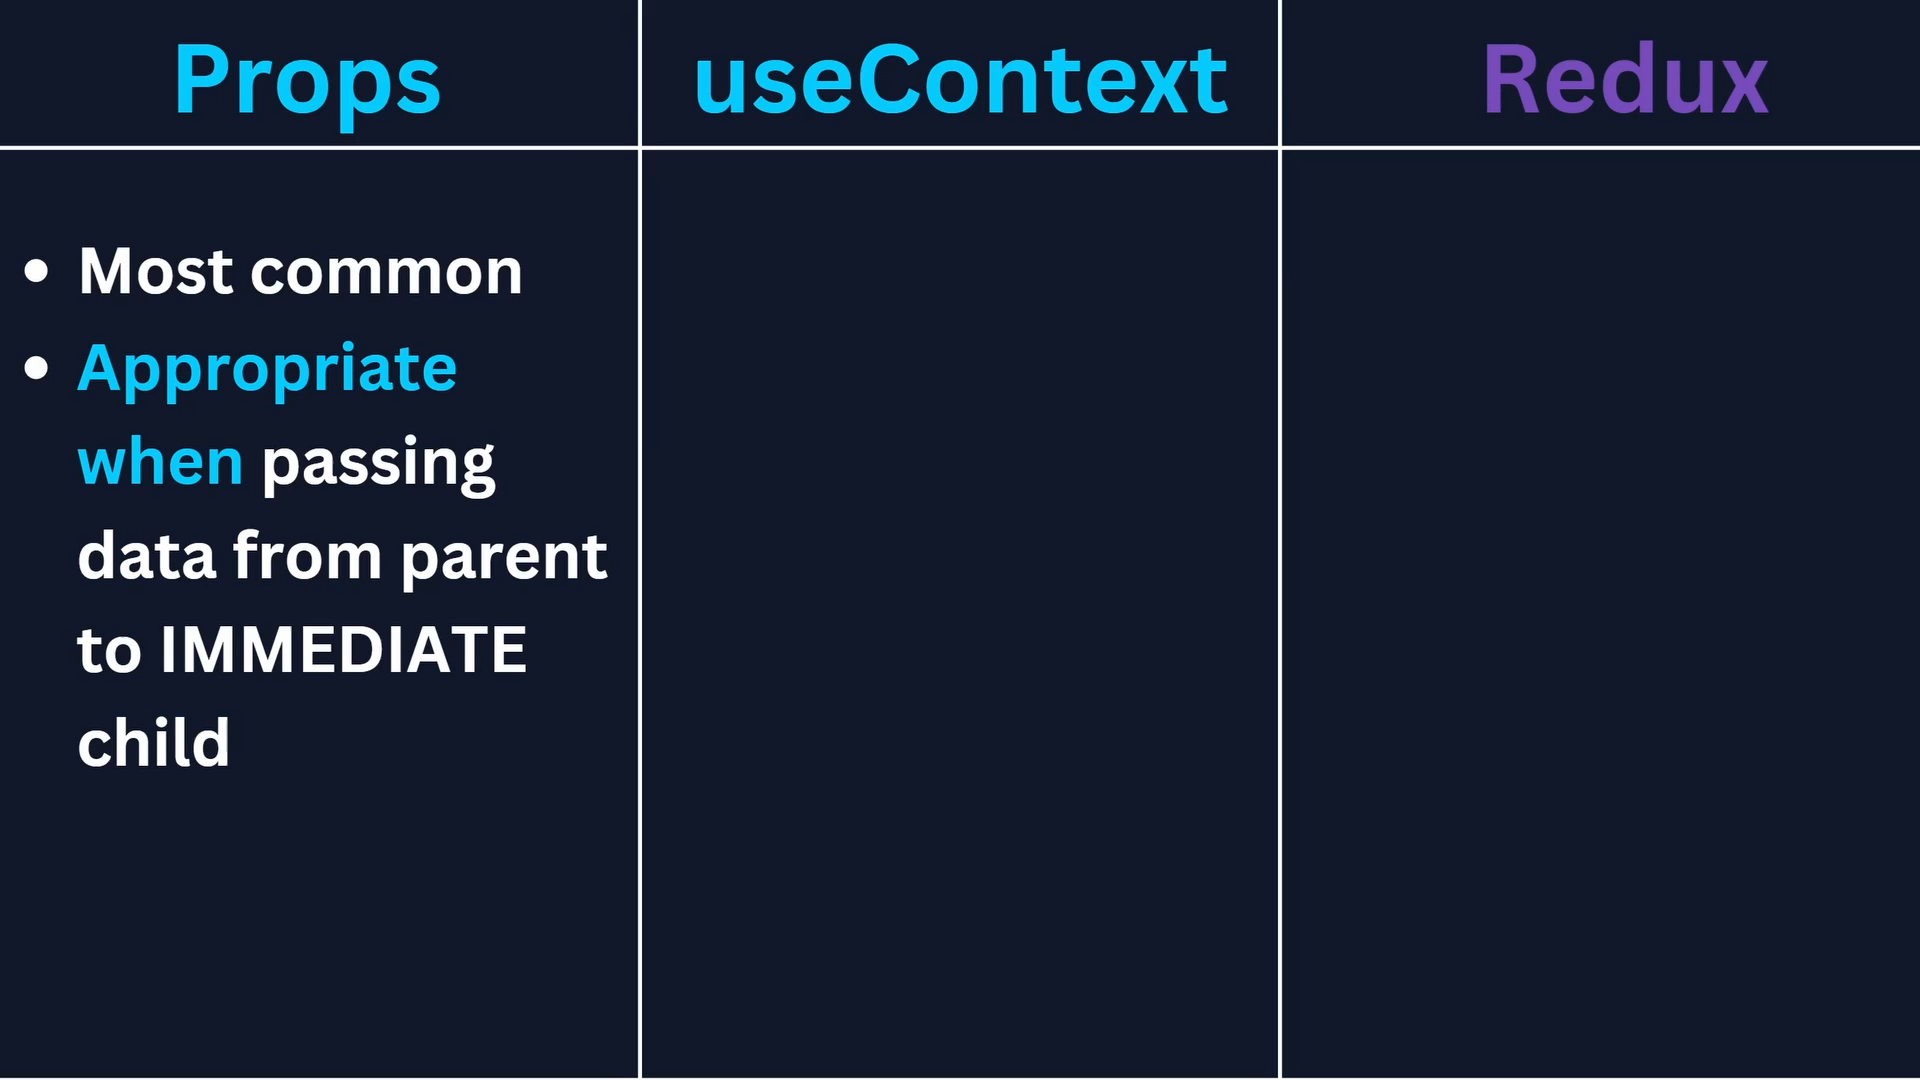 Props
useContext
Redux
• Most common
• Appropriate
when passing
data from parent
to IMMEDIATE
child